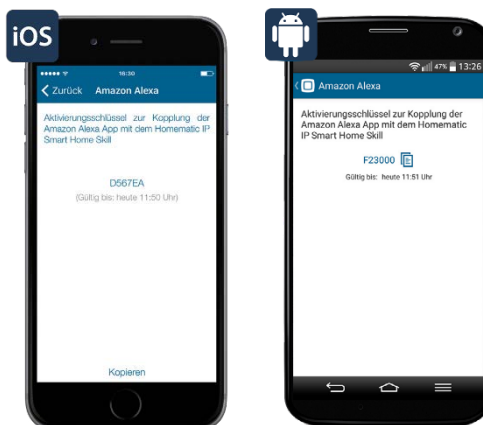 iOS
16:30
Zurück Amazon Alexa
Aktivierungsschlüssel zur Kopplung der
Amazon Alexa App mit dem Homematic IP
Smart Home Skill
D567EA
(Gültig bis: heute 11:50 Uhr)
Kopieren
47% 13:26
Amazon Alexa
Aktivierungsschlüssel zur Kopplung der
Amazon Alexa App mit dem Homematic
IP Smart Home Skill
F23000
Gültig bis: heute 11:51 Uhr